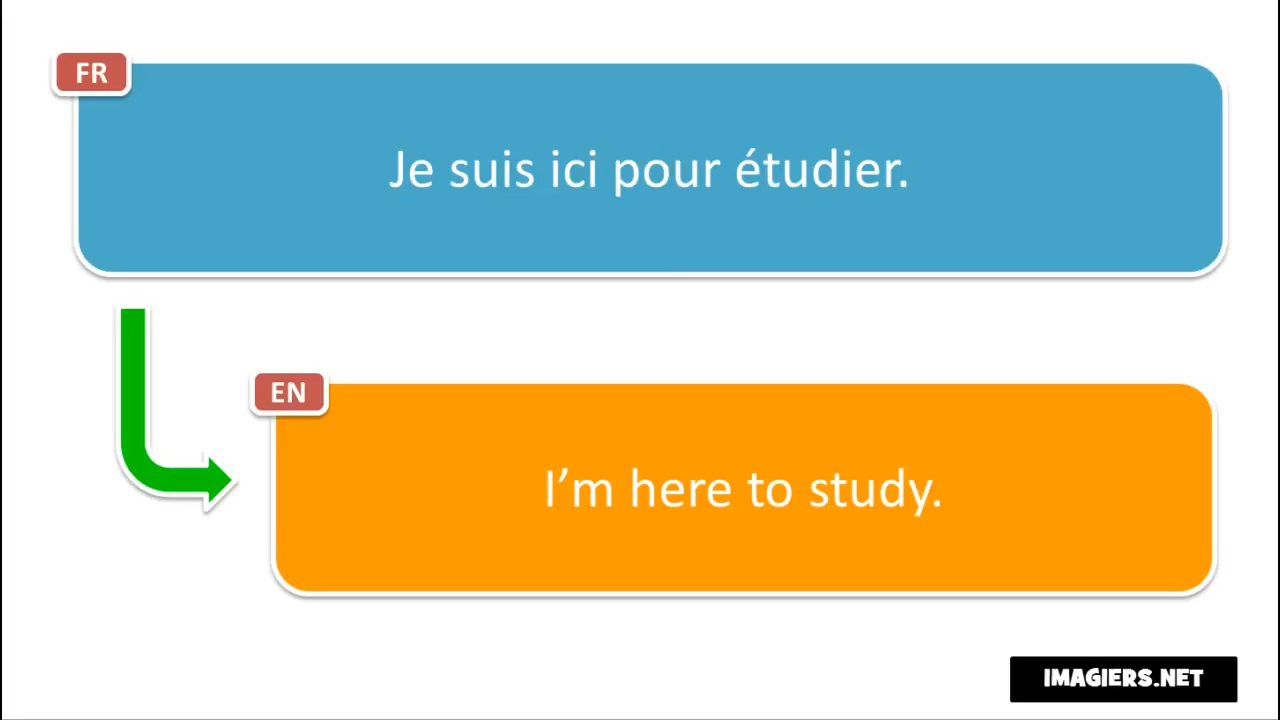 FR
Je suis ici pour étudier.
EN
I’m here to study.
IMAGIERS.NET